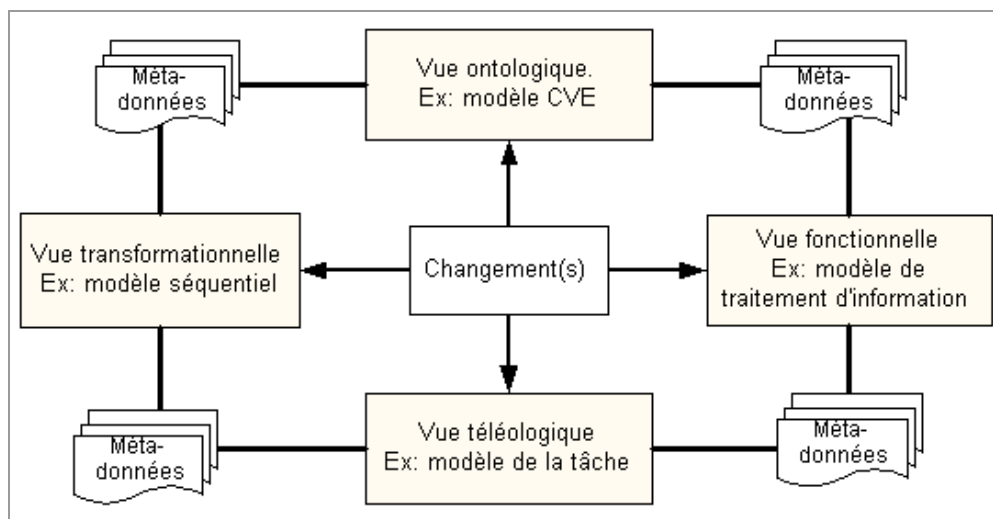 Méta-
données
Vue ontologique.
Ex: modèle CVE
Méta-
données
Vue transformationnelle
Ex: modèle séquentiel
Changement(s)
Vue fonctionnelle
Ex: modèle de
traitement d'information
Méta-
données
Vue téléologique
Ex: modèle de la tâche
Méta-
données